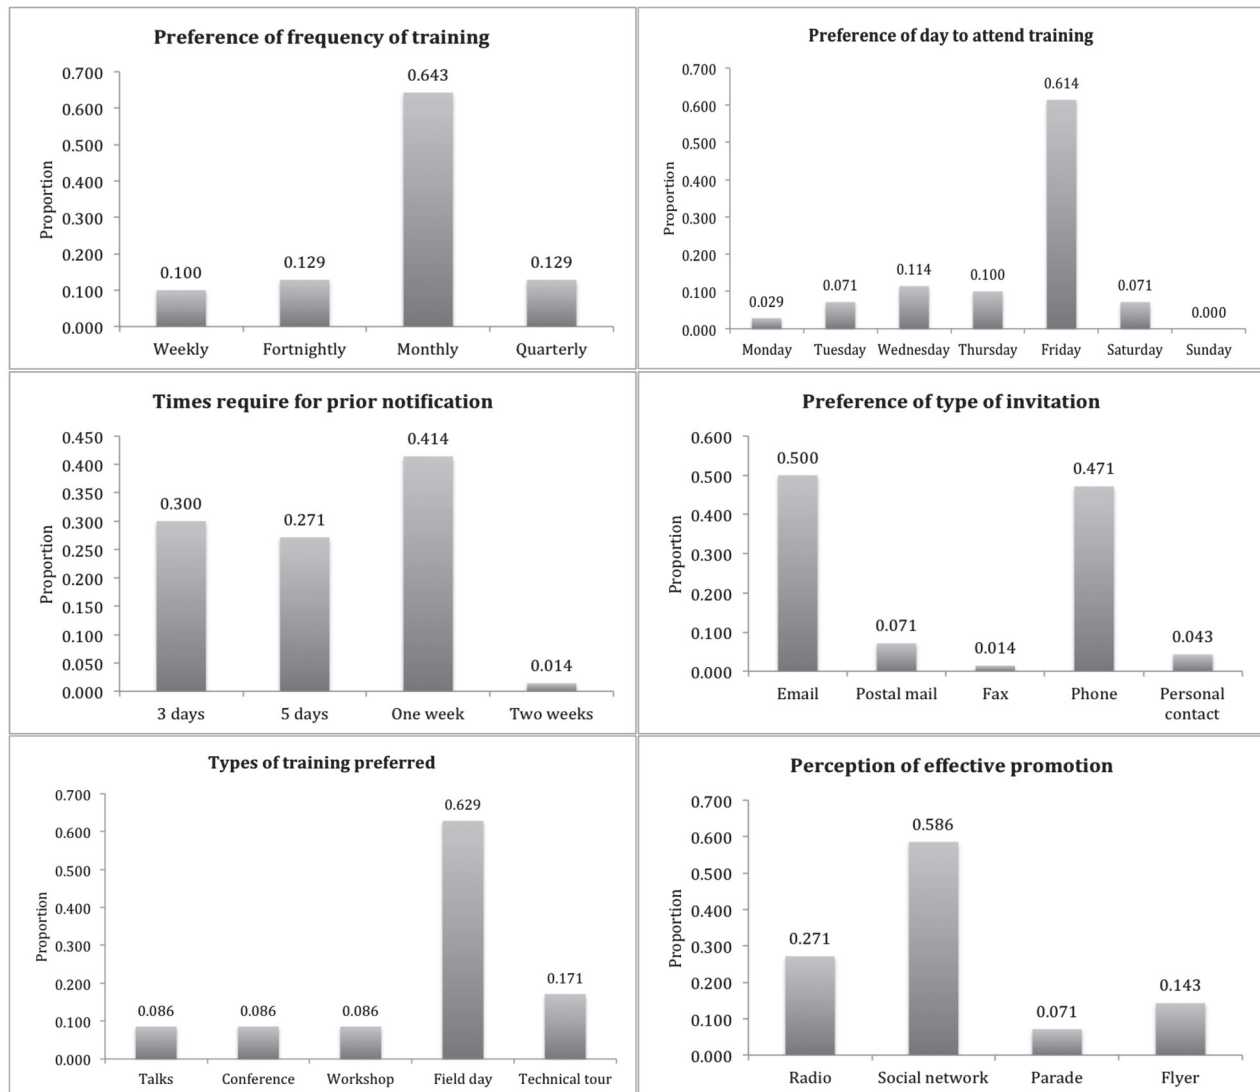 Preference of frequency of training
Proportion
0.700
0.600
0.500
0.400
0.300
0.200
0.100
0.000
0.100
0.129
0.643
0.129
Weekly
Fortnightly
Monthly
Quarterly
Preference of day to attend training
Proportion
0.700
0.600
0.500
0.400
0.300
0.200
0.100
0.000
0.029
0.071
0.114
0.100
0.614
0.071
0.000
Monday
Tuesday
Wednesday
Thursday
Friday
Saturday
Sunday
Times require for prior notification
Proportion
0.450
0.400
0.350
0.300
0.250
0.200
0.150
0.100
0.050
0.000
0.300
0.271
0.414
0.014
3 days
5 days
One week
Two weeks
Preference of type of invitation
Proportion
0.600
0.500
0.400
0.300
0.200
0.100
0.000
0.500
0.071
0.014
0.471
0.043
Email
Postal mail
Fax
Phone
Personal
contact
Types of training preferred
Proportion
0.700
0.600
0.500
0.400
0.300
0.200
0.100
0.000
0.086
0.086
0.086
0.629
0.171
Talks
Conference
Workshop
Field day
Technical tour
Perception of effective promotion
Proportion
0.700
0.600
0.500
0.400
0.300
0.200
0.100
0.000
0.271
0.586
0.071
0.143
Radio
Social network
Parade
Flyer